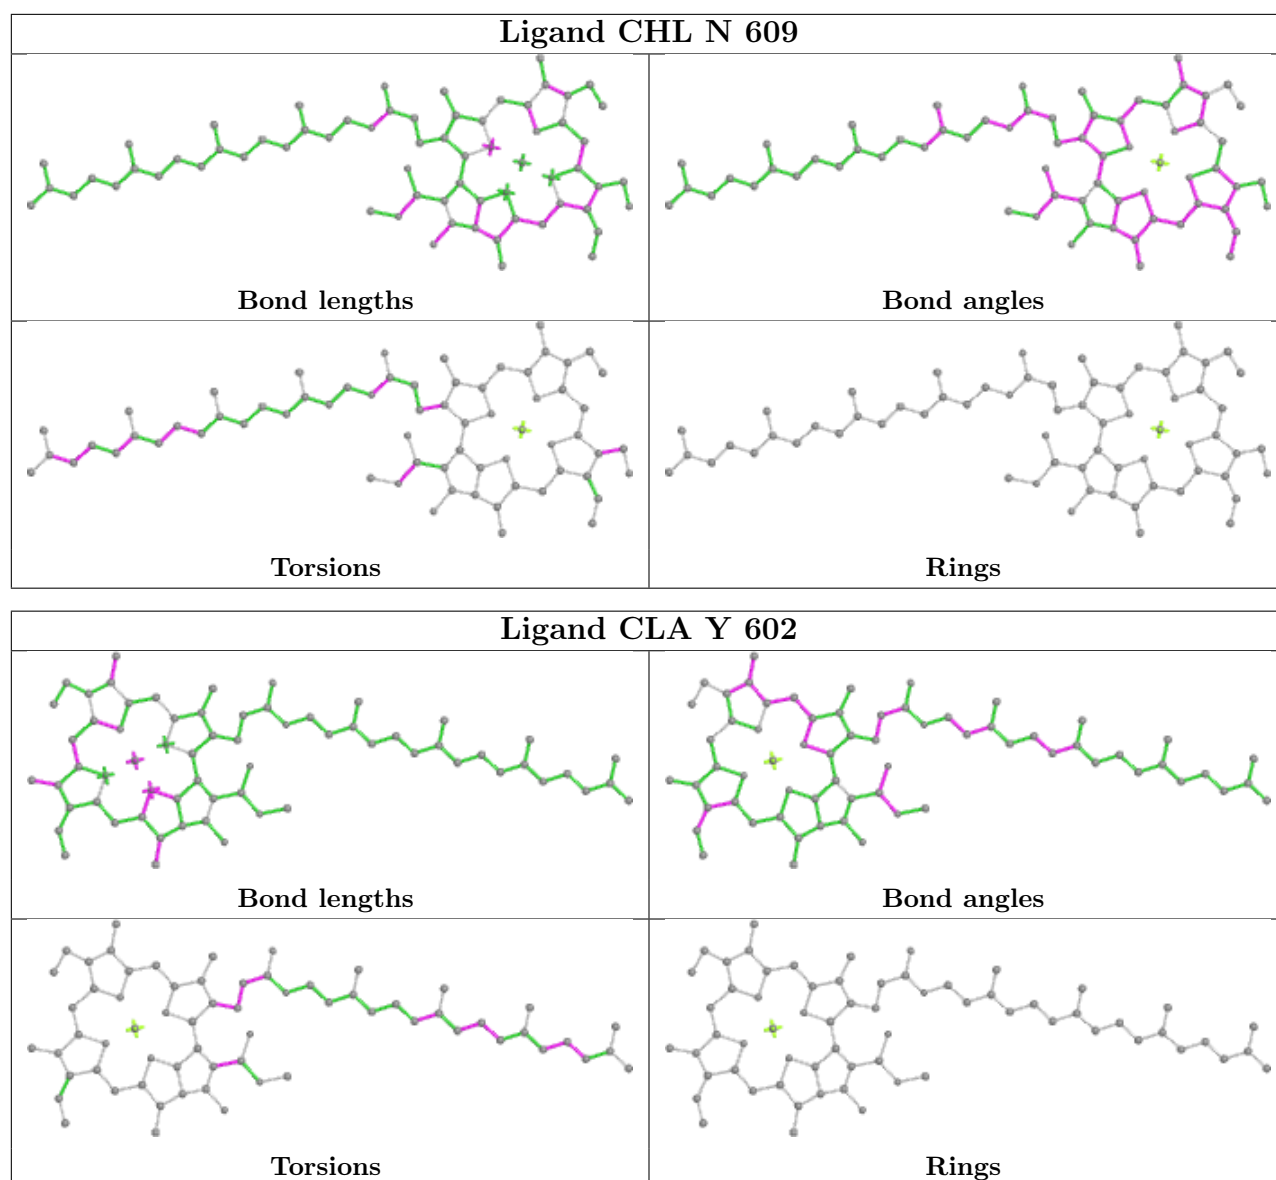 Ligand CHL N 609
Bond lengths
Bond angles
Torsions
Rings
Ligand CLA Y 602
Bond lengths
Bond angles
Torsions
Rings